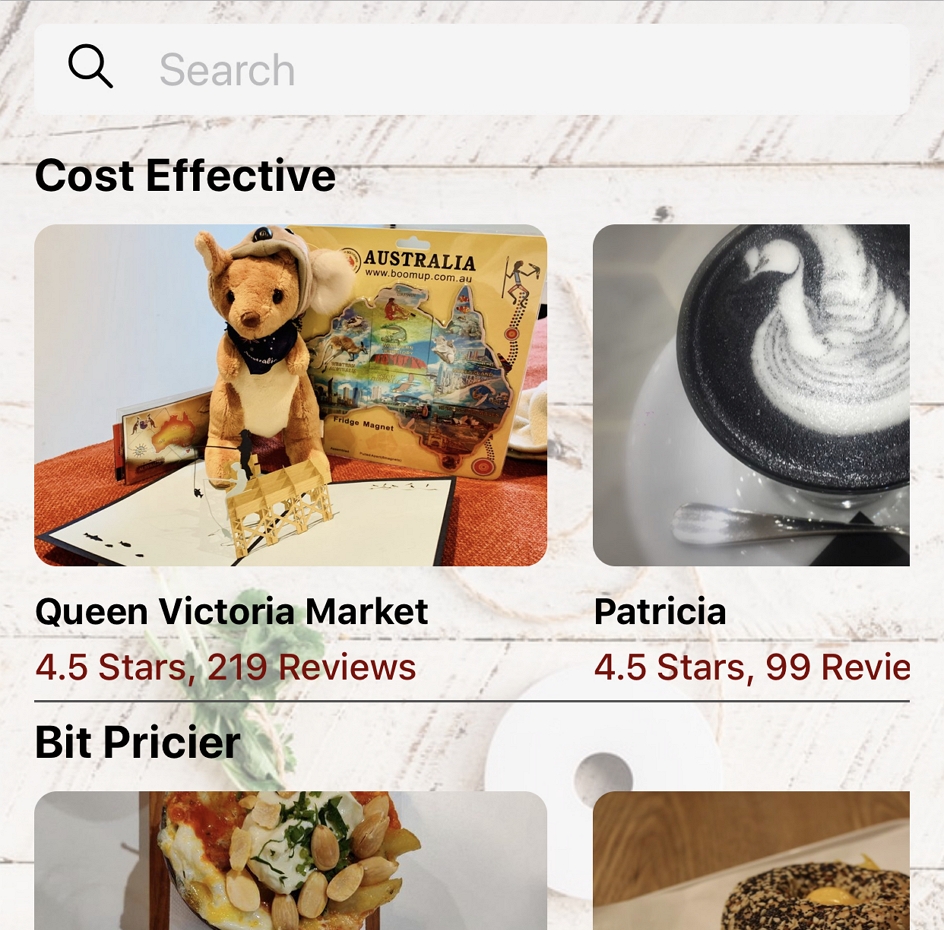 Search
Cost Effective
AUSTRALIA
www.boomup.com.au
Fridge Magnet
Queen Victoria Market
4.5 Stars, 219 Reviews
Patricia
4.5 Stars, 99 Revie
Bit Pricier